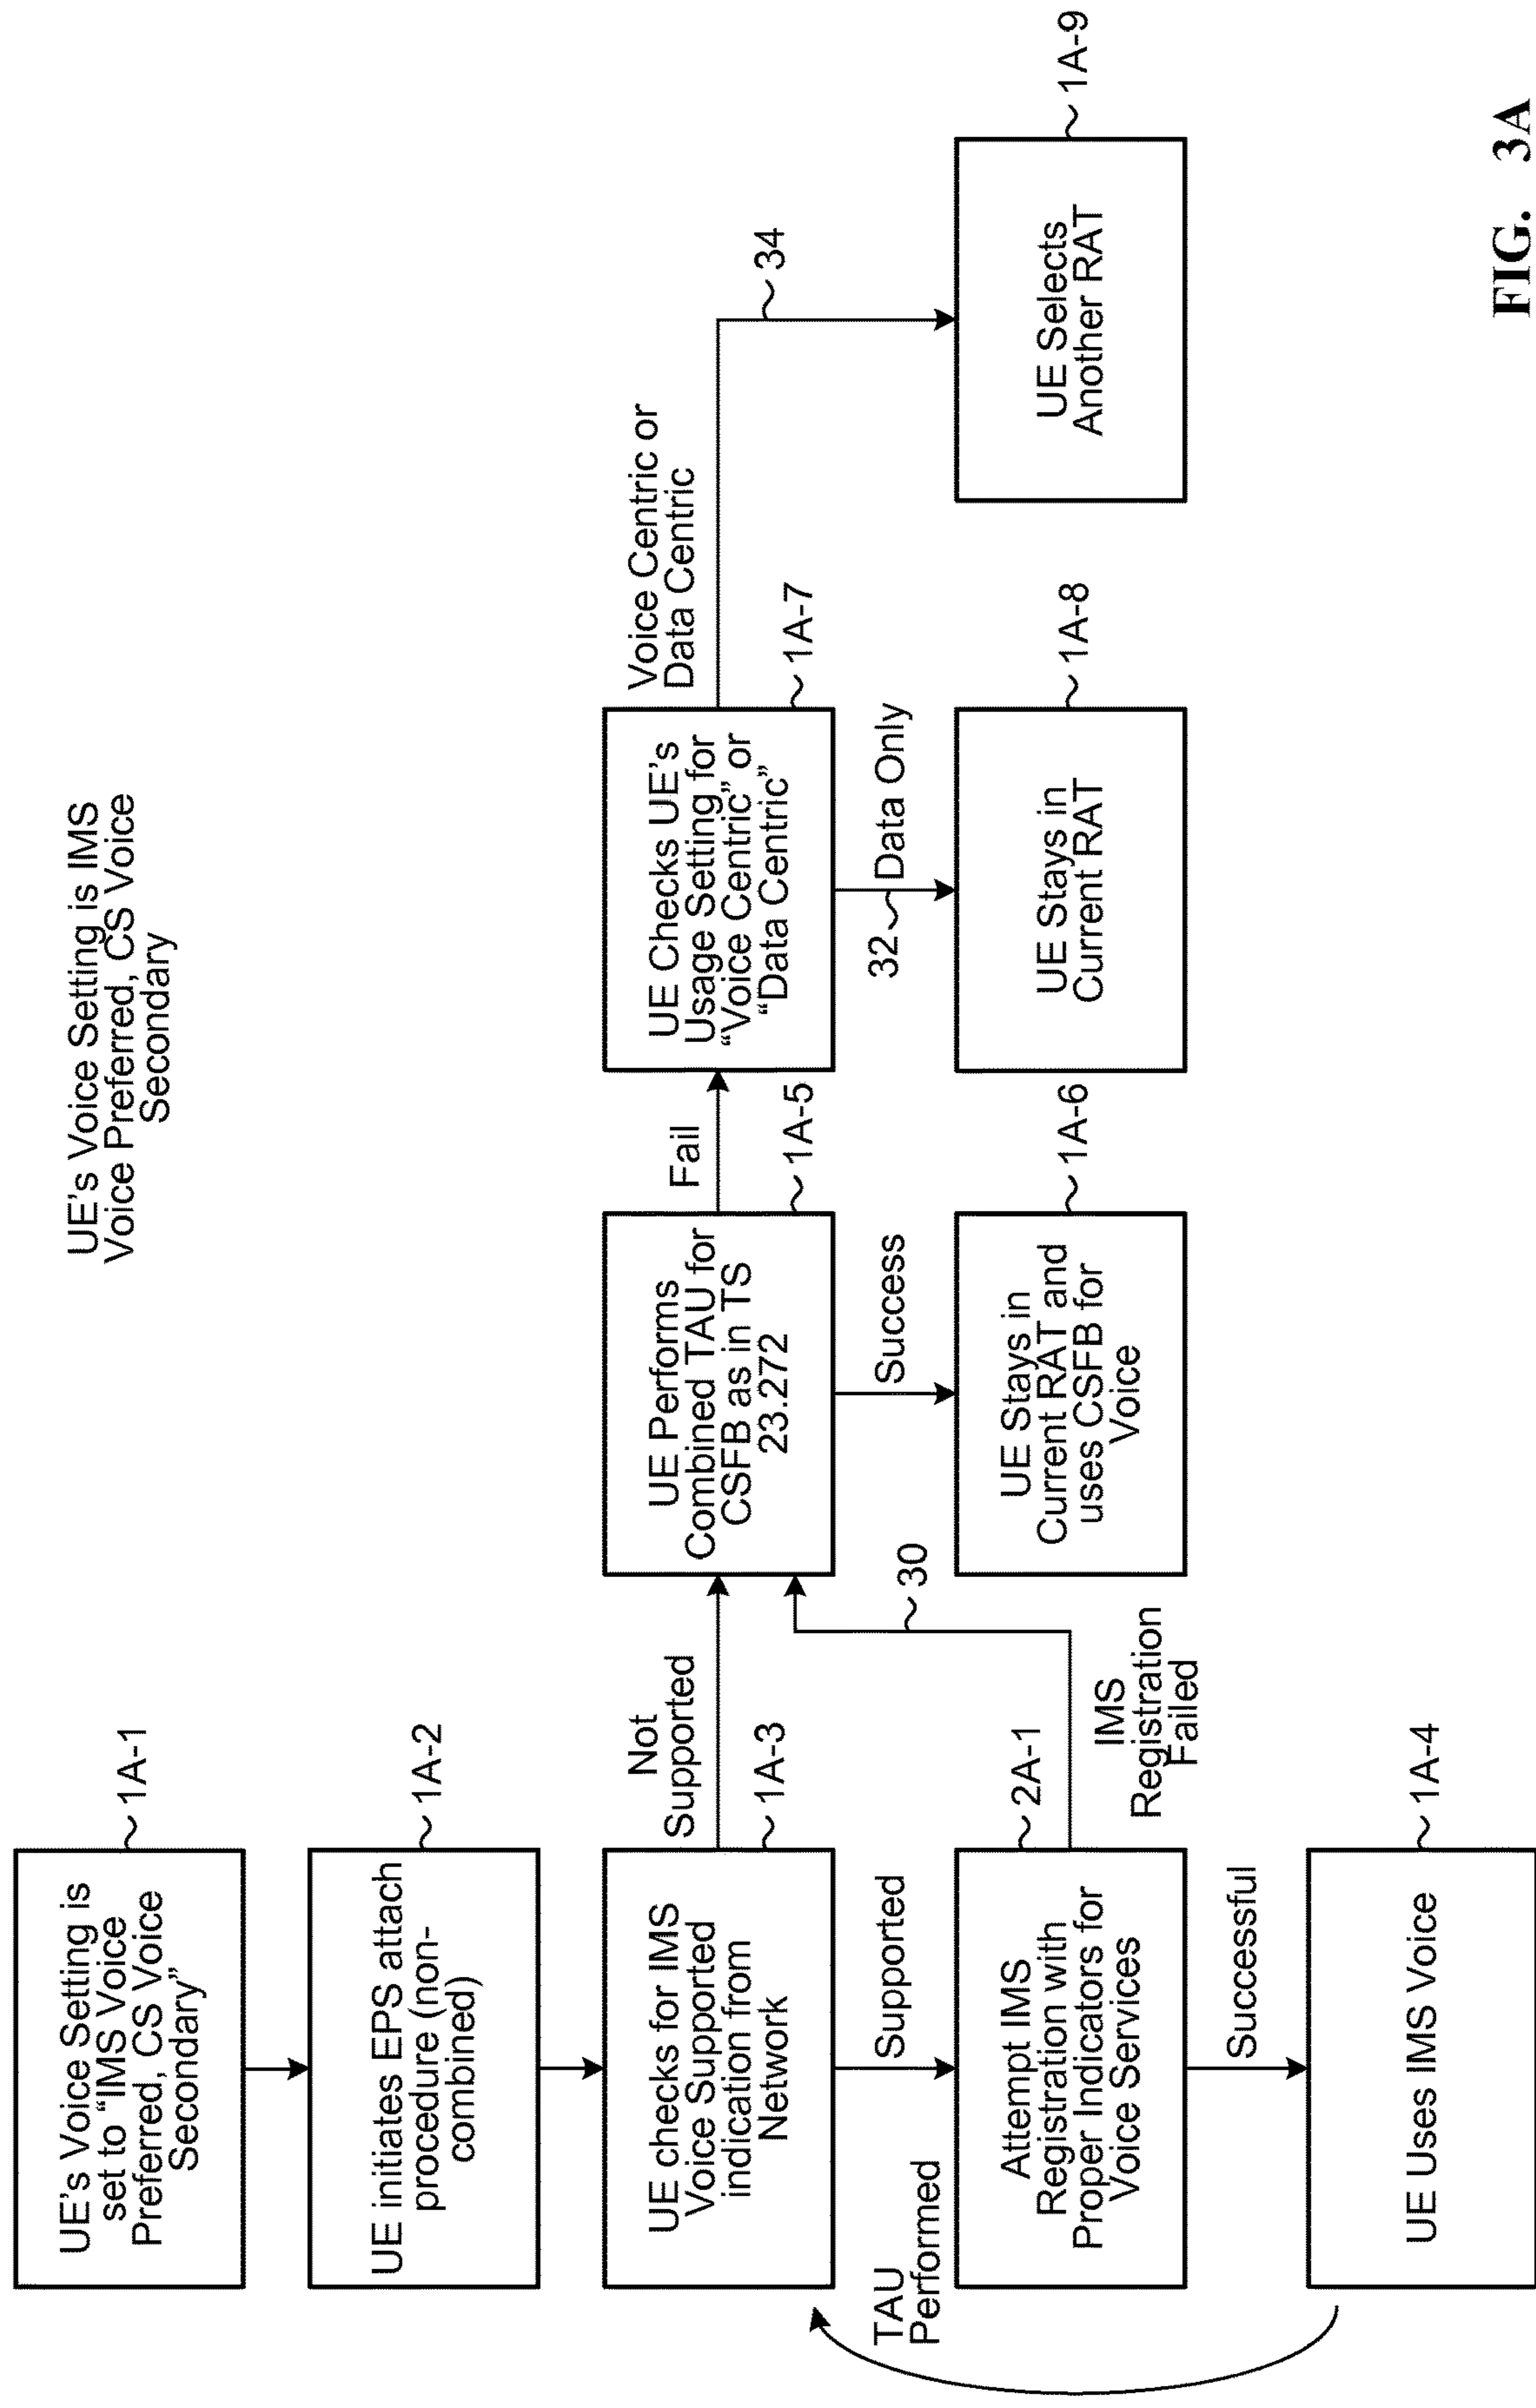 UE's Voice Setting is IMS
Voice Preferred, CS Voice
Secondary
UE's Voice Setting is
set to “IMS Voice
Preferred, CS Voice
Secondary”
1A-1
UE initiates EPS attach
procedure (non-
combined)
1A-2
UE checks for IMS
Voice Supported
indication from
Network
1A-3
Not
Supported
Supported
TAU
Performed
Attempt IMS
Registration with
Proper Indicators for
Voice Services
2A-1
IMS
Registration
Failed
30
Successful
UE Uses IMS Voice
1A-4
UE Performs
Combined TAU for
CSFB as in TS
23.272
1A-5
Fail
Success
UE Stays in
Current RAT and
uses CSFB for
Voice
1A-6
UE Checks UE's
Usage Setting for
“Voice Centric” or
“Data Centric”
1A-7
Voice Centric or
Data Centric
32
Data Only
UE Stays in
Current RAT
1A-8
34
UE Selects
Another RAT
1A-9
FIG. 3A